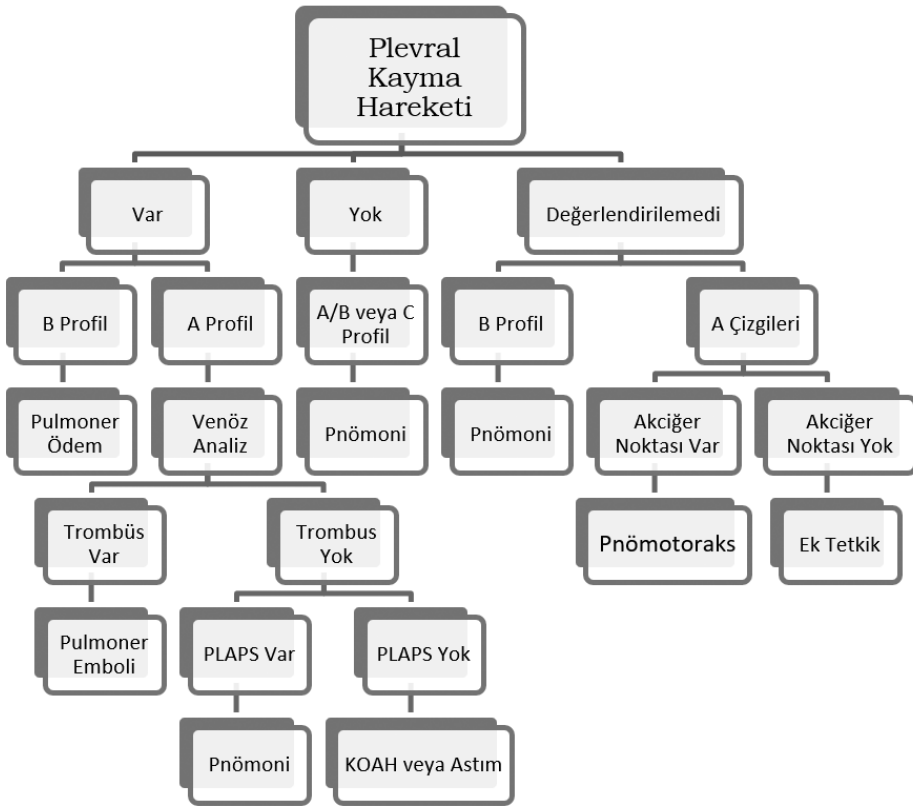 Plevral
Kayma
Hareketi
Var
Yok
Değerlendirilemedi
B Profil
A Profil
A/B veya C
Profil
B Profil
A Çizgileri
Pulmoner
Ödem
Venöz
Analiz
Pnömoni
Pnömoni
Akciğer
Noktası Var
Akciğer
Noktası Yok
Trombüs
Var
Trombus
Yok
Pnömotoraks
Ek Tetkik
Pulmoner
Emboli
PLAPS Var
PLAPS Yok
Pnömoni
KOAH veya Astım